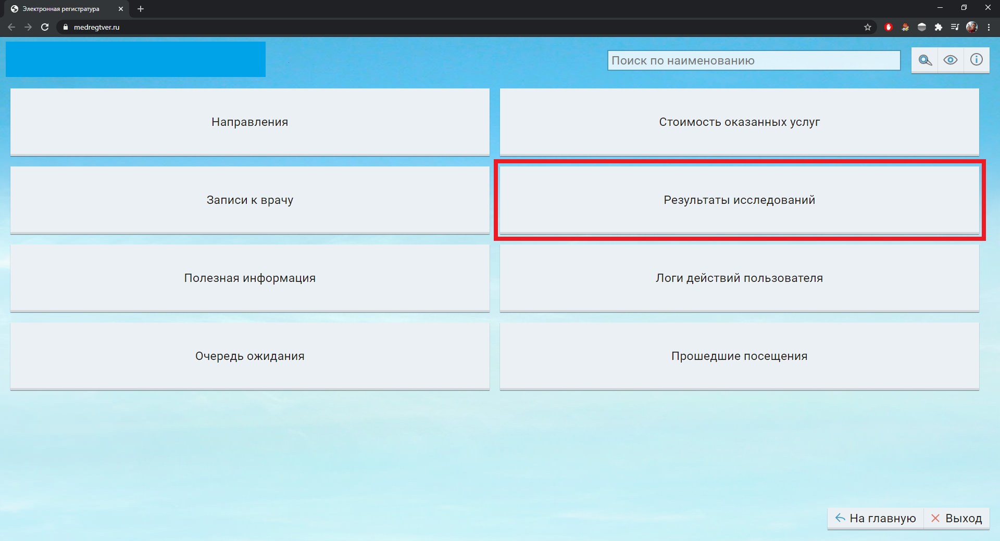 Электронная регистратура
medregtver.ru
Поиск по наименованию
Направления
Стоимость оказанных услуг
Записи к врачу
Результаты исследований
Полезная информация
Логи действий пользователя
Очередь ожидания
Прошедшие посещения
На главную
Выход